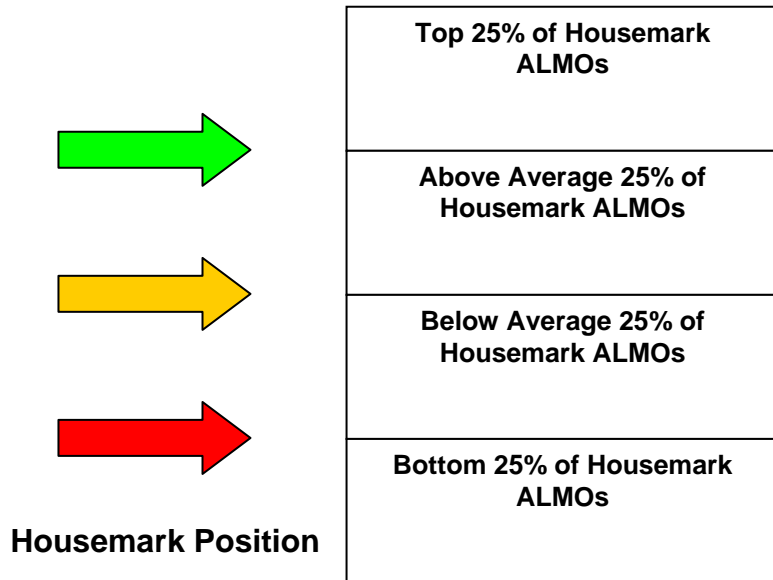 Top 25% of Housemark
ALMOs
Above Average 25% of
Housemark ALMOs
Below Average 25% of
Housemark ALMOs
Bottom 25% of Housemark
ALMOs
Housemark Position